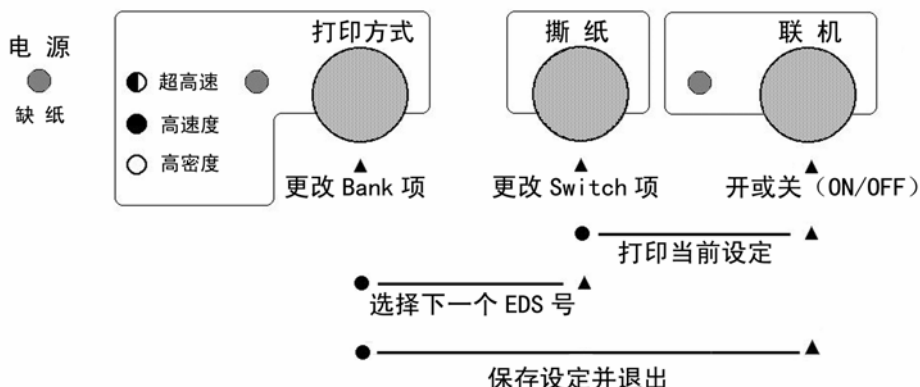 电 源
缺 纸
打印方式
超高速
高速度
高密度
撕 纸
联 机
更改 Bank 项
更改 Switch 项
开或关（ON/OFF）
打印当前设定
选择下一个 EDS 号
保存设定并退出